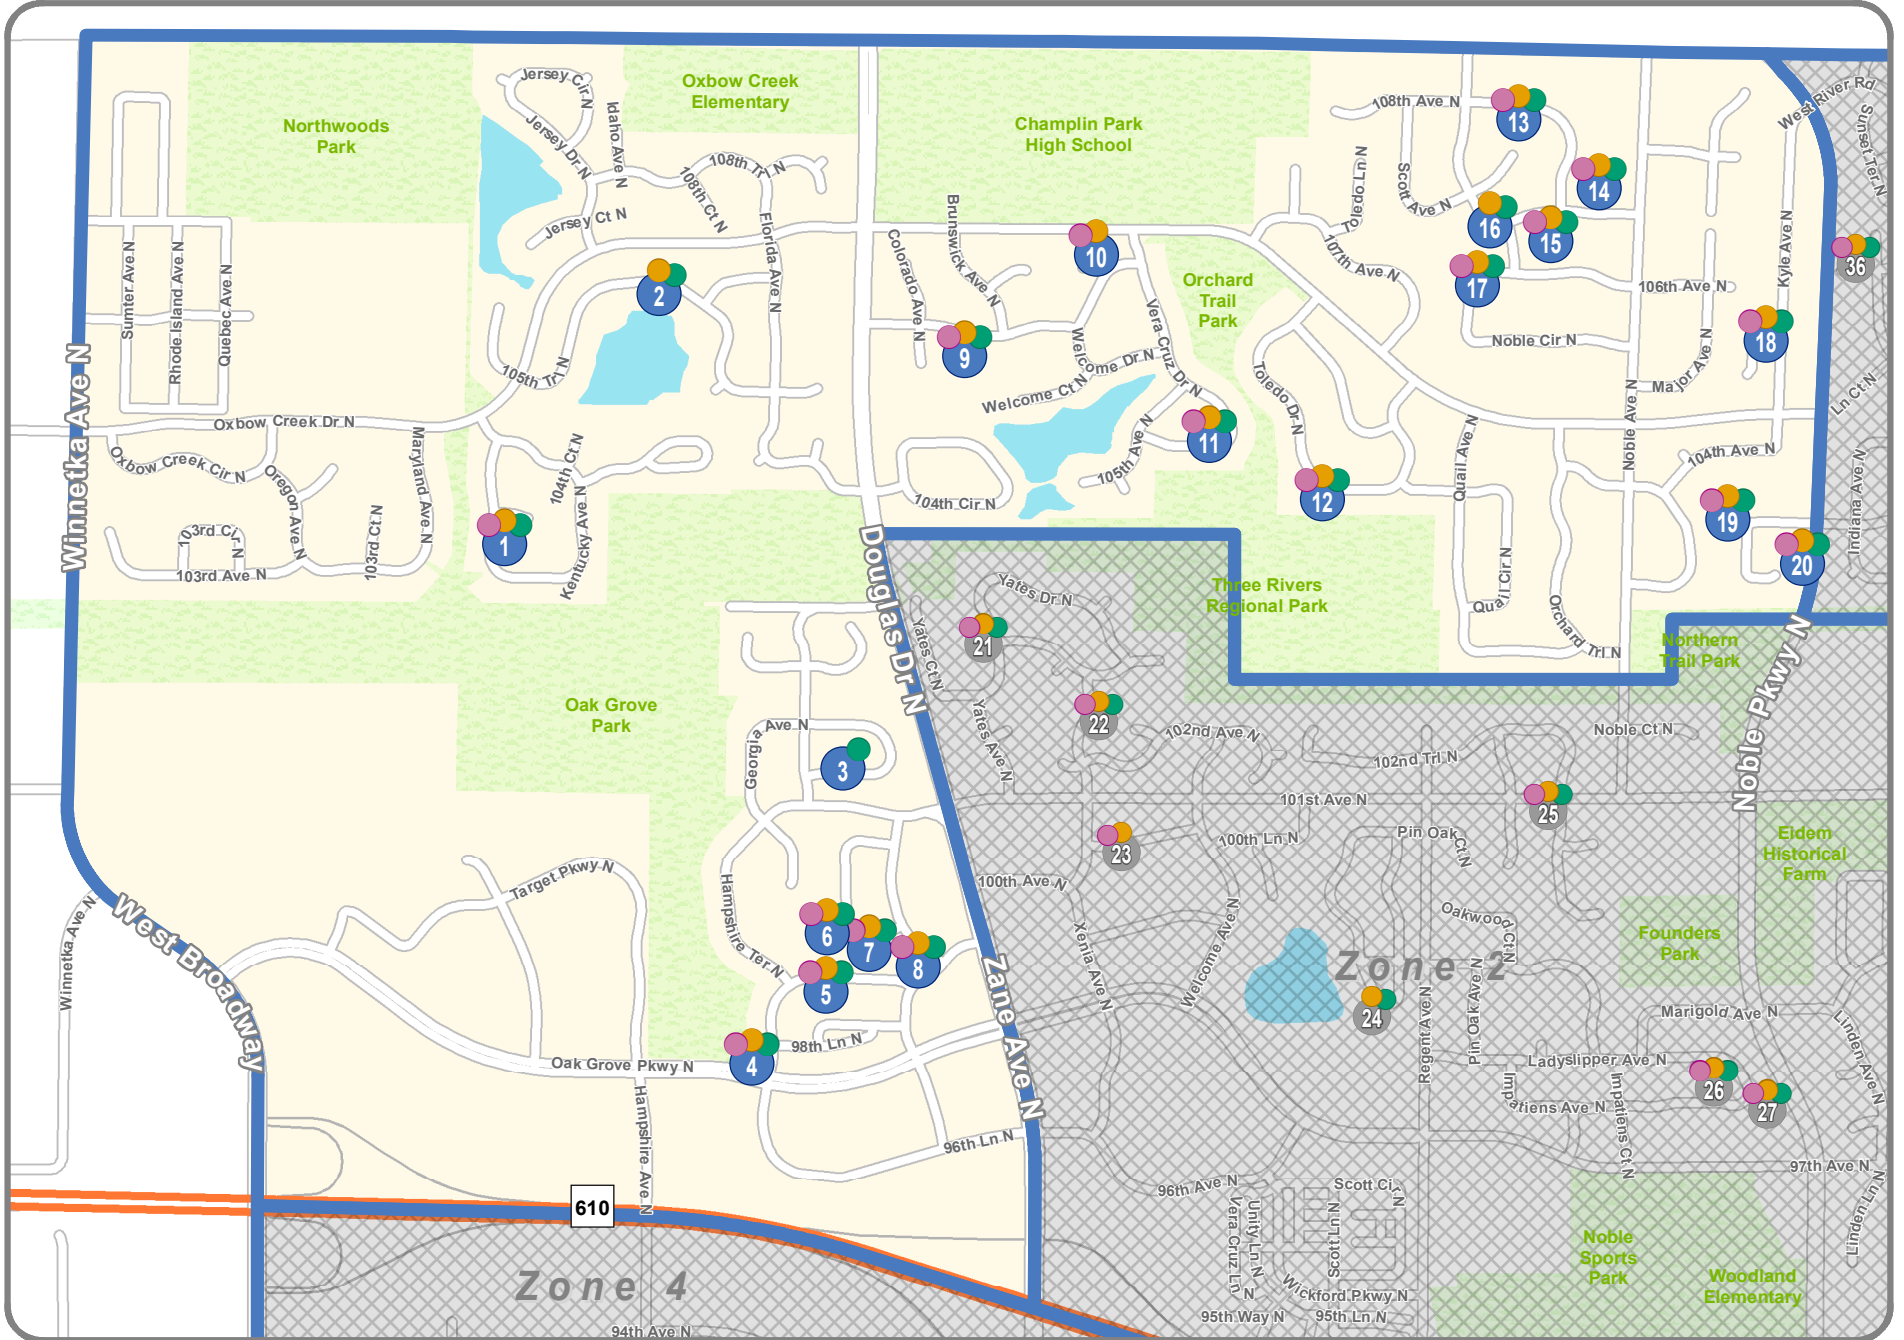 Northwoods
Park
Oxbow Creek
Elementary
Champlin Park
High School
Jersey Cir N
Jersey Dr N
Idaho Ave N
108th Trl N
108th Ct N
Jersey Ct N
Florida Ave N
Sumter Ave N
Rhode Island Ave N
Quebec Ave N
Winnetka Ave N
105th Trl N
Oxbow Creek Dr N
Oxbow Creek Cir N
Oregon Ave N
Maryland Ave N
103rd Cir N
103rd Ct N
103rd Ave N
104th Ct N
Kentucky Ave N
1
2
Colorado Ave N
Brunswick Ave N
9
10
Welcome Dr N
Welcome Ct N
Vera Cruz Dr N
105th Ave N
11
104th Cir N
Orchard
Trail
Park
Toledo Ln N
107th Ave N
Toledo Dr N
12
108th Ave N
Scott Ave N
13
14
15
16
17
106th Ave N
Noble Cir N
Major Ave N
Kyle Ave N
18
Noble Ave N
Quail Ave N
104th Ave N
19
20
Quail Cir N
Orchard Trl N
West River Rd
Sunset Ter N
36
Ln Ct N
Indiana Ave N
Three Rivers
Regional Park
Northern
Trail Park
Noble Pkwy N
Douglas Dr N
Yates Dr N
Yates Ct N
Yates Ave N
21
22
23
102nd Ave N
102nd Trl N
101st Ave N
100th Ln N
100th Ave N
Noble Ct N
25
Pin Oak Ct N
Eidem
Historical
Farm
Oak Grove
Park
Georgia Ave N
3
Hampshire Ter N
Target Pkwy N
6
7
8
5
4
98th Ln N
Oak Grove Pkwy N
Hampshire Ave N
96th Ln N
Zane Ave N
West Broadway
Winnetka Ave N
610
Zone 4
94th Ave N
Xenia Ave N
Welcome Ave N
Zone 2
24
Oakwood Ct N
Founders
Park
Regent Ave N
Pin Oak Ave N
Marigold Ave N
Ladyslipper Ave N
Linden Ave N
Impatiens Ave N
Impatiens Ct N
26
27
97th Ave N
Linden Ln N
96th Ave N
Scott Cir N
Vera Cruz Ln N
Unity Ln N
Scott Ln N
Wickford Pkwy N
95th Way N
95th Ln N
Noble
Sports
Park
Woodland
Elementary